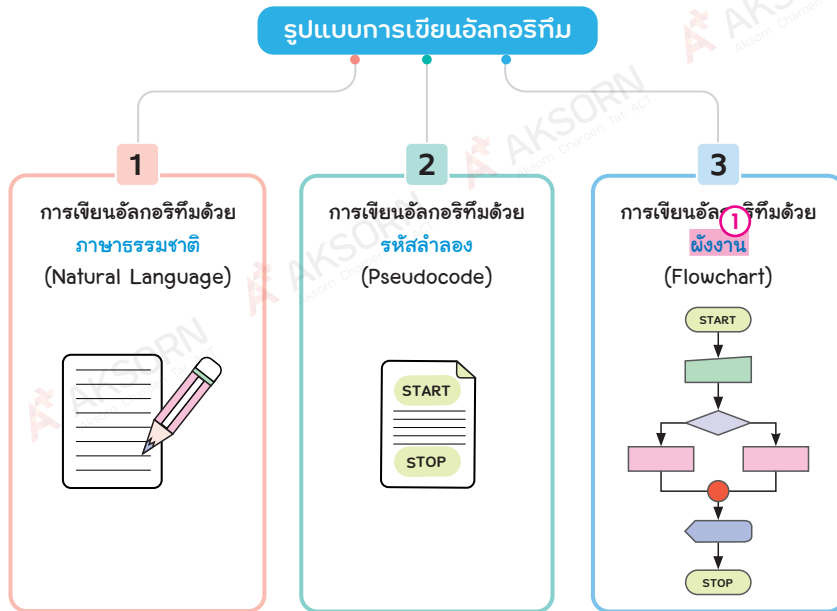 รูปแบบการเขียนอัลกอริทึม
1
การเขียนอัลกอริทึมด้วย
ภาษาธรรมชาติ
(Natural Language)
2
การเขียนอัลกอริทึมด้วย
รหัสลำลอง
(Pseudocode)
START
STOP
3
การเขียนอัลกอริทึมด้วย
1
ผังงาน
(Flowchart)
START
STOP
AKSORN
Aksorn Charoen Tat ACT.
AKSORN
Aksorn Charoen
AKSORN